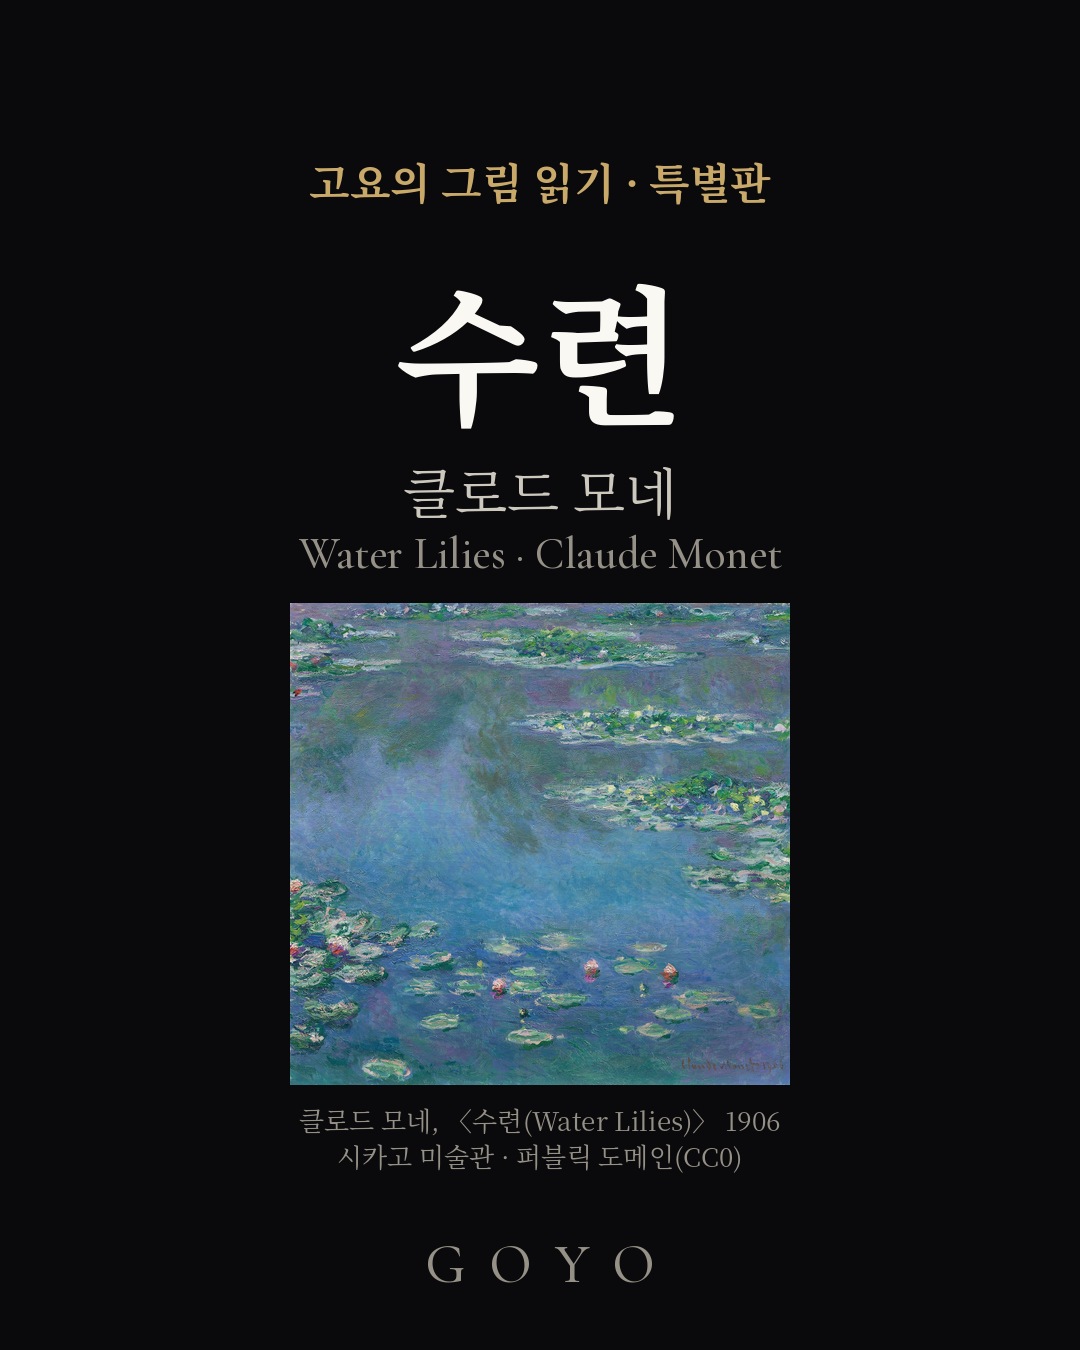 고요의 그림 읽기 · 특별판
수련
클로드 모네
Water Lilies · Claude Monet
클로드 모네, 〈수련(Water Lilies)〉 1906
시카고 미술관 · 퍼블릭 도메인(CC0)
GOYO